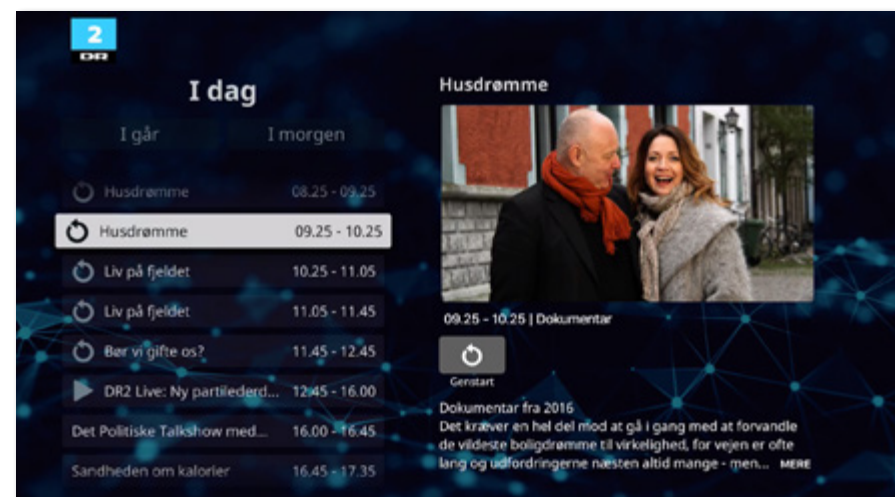 2
DR
I dag
I går
I morgen
Husdrømme 08.25 - 09.25
Husdrømme 09.25 - 10.25
Liv på fjeldet 10.25 - 11.05
Liv på fjeldet 11.05 - 11.45
Bør vi gifte os? 11.45 - 12.45
DR2 Live: Ny partilederd... 12.45 - 16.00
Det Politiske Talkshow med... 16.00 - 16.45
Sandheden om kalorier 16.45 - 17.35
Husdrømme
09.25 - 10.25 | Dokumentar
Genstart
Dokumentar fra 2016
Det kræver en hel del mod at gå i gang med at forvandle
de vildeste boligdrømme til virkelighed, for vejen er ofte
lang og udfordringerne næsten altid mange - men... MERE